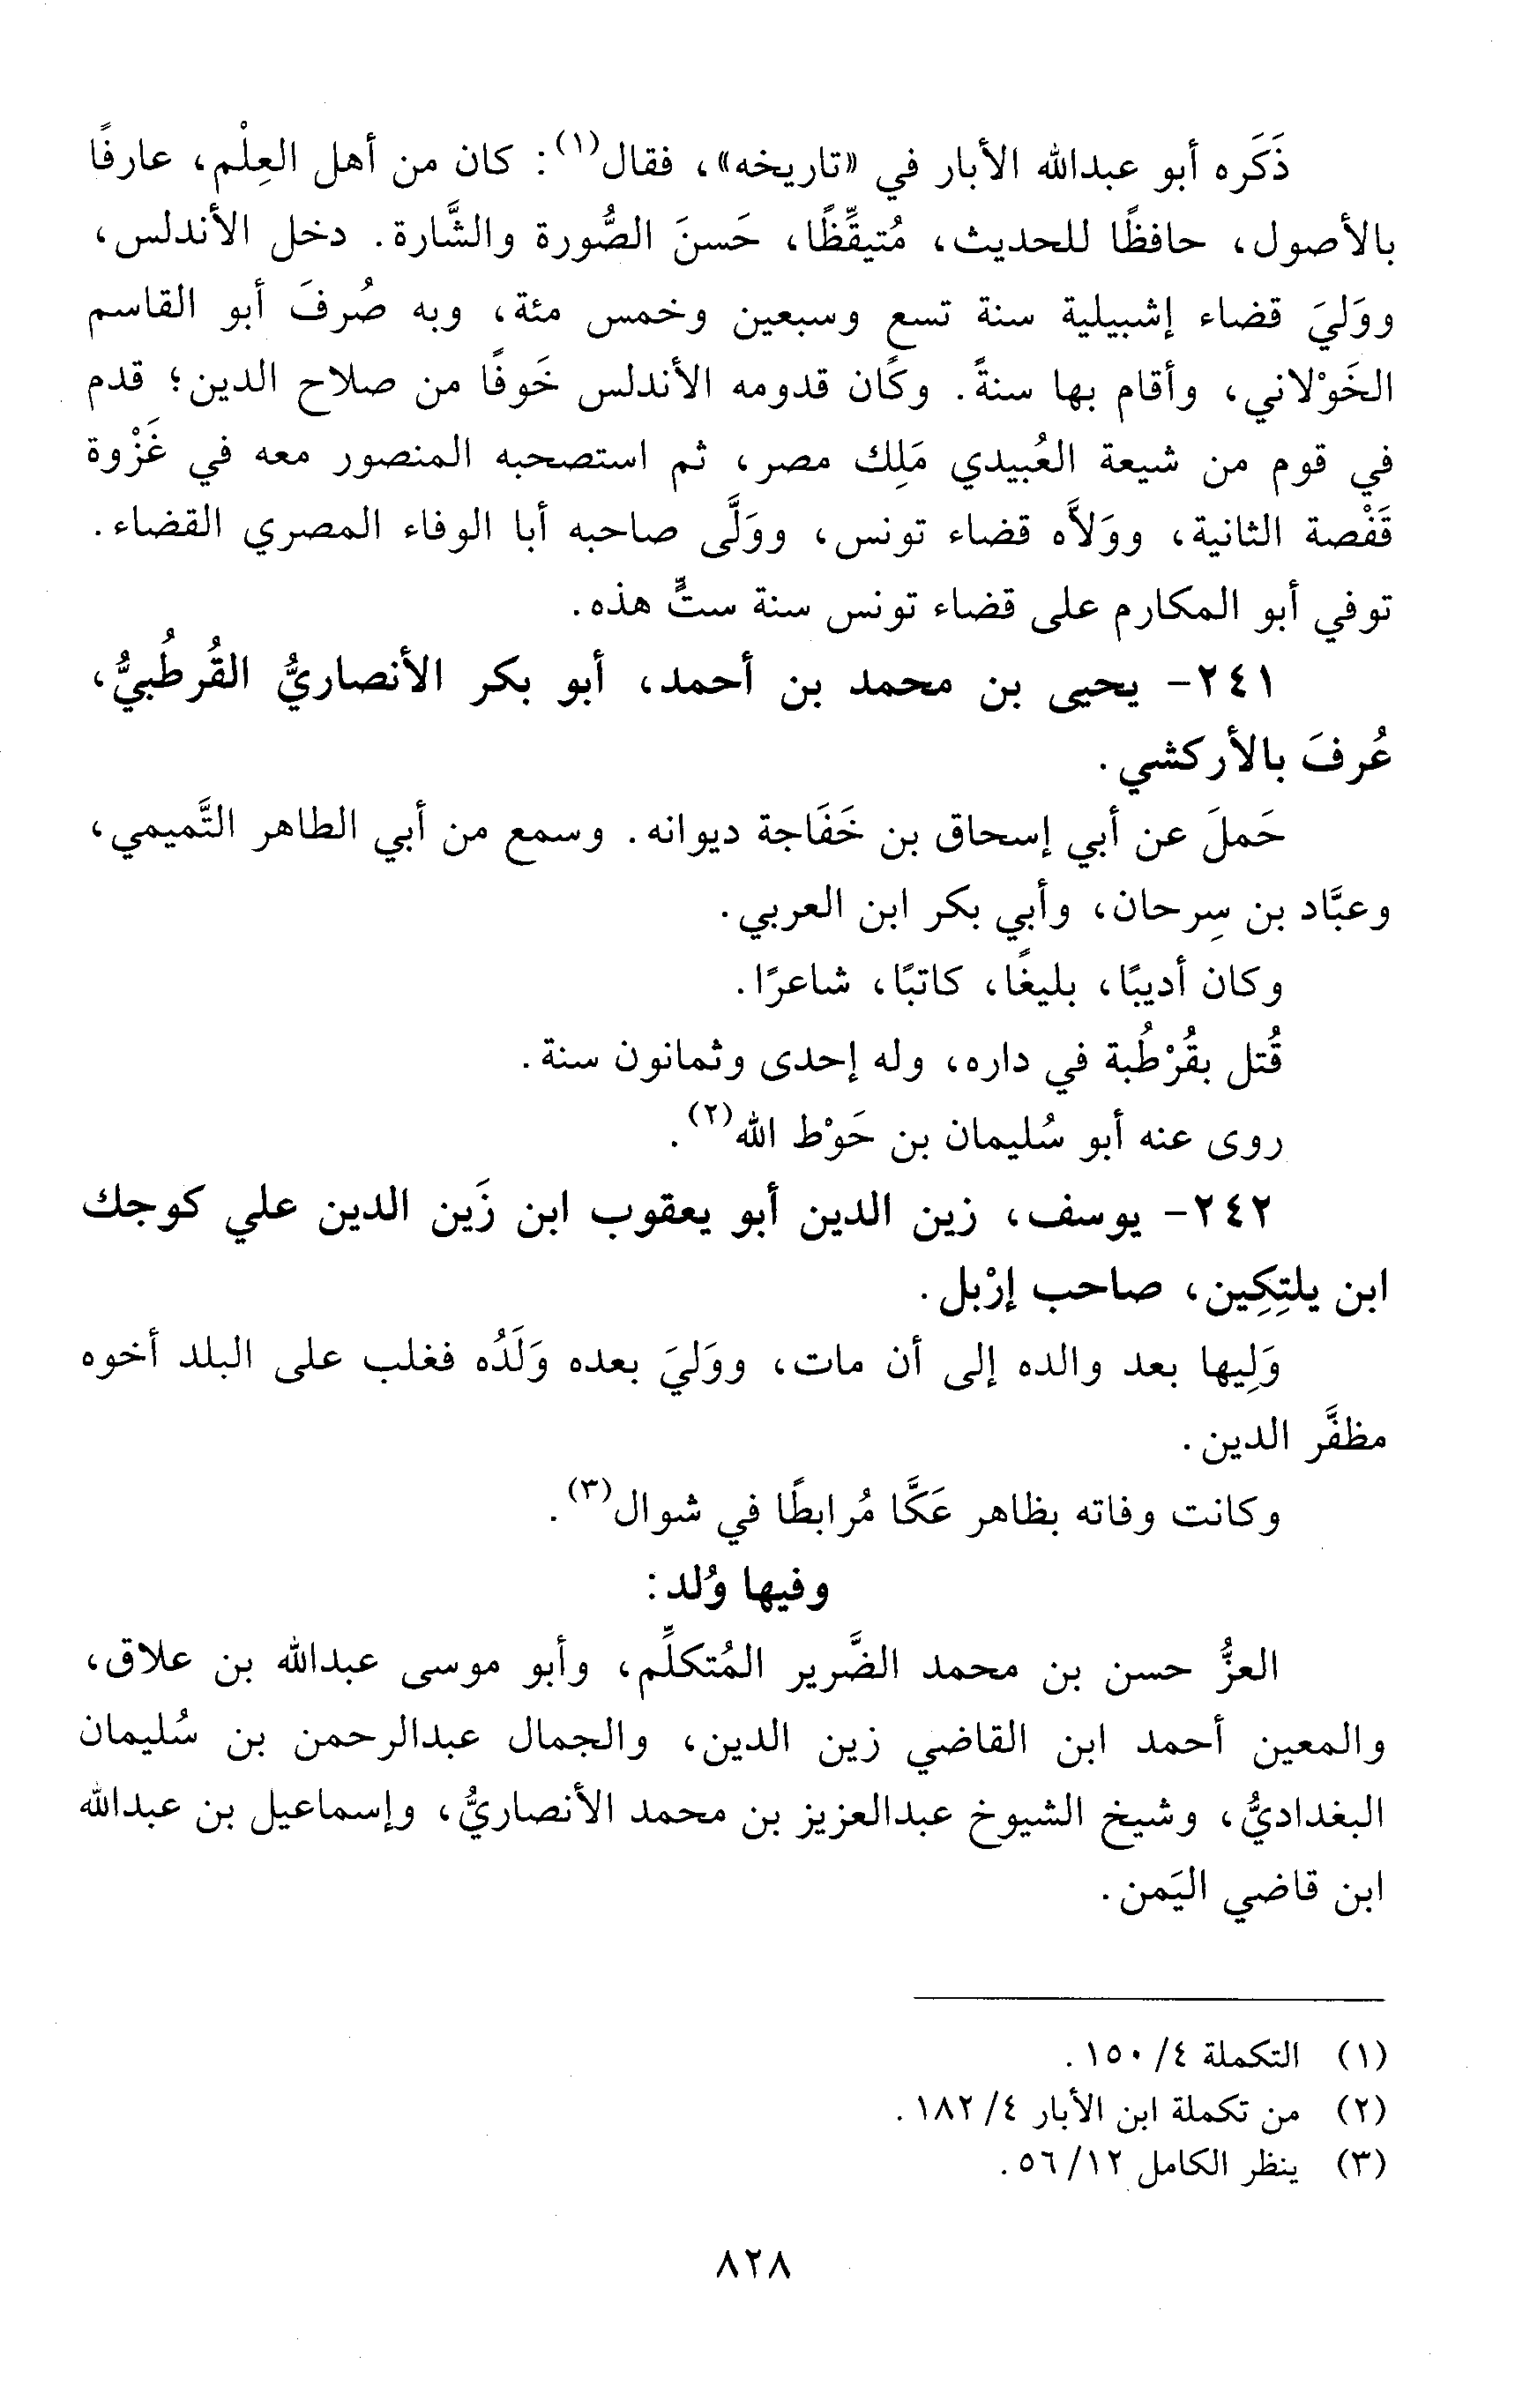 ذَكَره أبو عبدالله الأبار في «تاريخه»، فقال(١): كان من أهل العِلْم، عارفًا
بالأصول، حافظًا للحديث، مُتيقِّظًا، حَسنَ الصُّورة والشَّارة. دخل الأندلس،
ووَليَ قضاء إشبيلية سنة تسع وسبعين وخمس مئة، وبه صُرفَ أبو القاسم
الخَوْلاني، وأقام بها سنةً. وكان قدومه الأندلس خَوفًا من صلاح الدين؛ قدم
في قوم من شيعة العُبيدي مَلِك مصر، ثم استصحبه المنصور معه في غَزْوة
قَفْصة الثانية، ووَلاَّه قضاء تونس، ووَلَّى صاحبه أبا الوفاء المصري القضاء.
توفي أبو المكارم على قضاء تونس سنة ستٍّ هذه.
٢٤١- يحيى بن محمد بن أحمد، أبو بكر الأنصاريُّ القُرطُبيُّ،
عُرفَ بالأركشي.
حَملَ عن أبي إسحاق بن خَفَاجة ديوانه. وسمع من أبي الطاهر التَّميمي،
وعبَّاد بن سِرحان، وأبي بكر ابن العربي.
وكان أديبًا، بليغًا، كاتبًا، شاعرًا.
قُتل بقُرْطُبة في داره، وله إحدى وثمانون سنة.
روى عنه أبو سُليمان بن حَوْط الله(٢).
٢٤٢- يوسف، زين الدين أبو يعقوب ابن زَين الدين علي كوجك
ابن يلتِكِين، صاحب إرْبل.
وَلِيها بعد والده إلى أن مات، ووَليَ بعده وَلَدُه فغلب على البلد أخوه
مظفَّر الدين.
وكانت وفاته بظاهر عَكَّا مُرابطًا في شوال(٣).
وفيها وُلد:
العزُّ حسن بن محمد الضَّرير المُتكلِّم، وأبو موسى عبدالله بن علاق،
والمعين أحمد ابن القاضي زين الدين، والجمال عبدالرحمن بن سُليمان
البغداديُّ، وشيخ الشيوخ عبدالعزيز بن محمد الأنصاريُّ، وإسماعيل بن عبدالله
ابن قاضي اليَمن.
(١) التكملة ٤/ ١٥٠.
(٢) من تكملة ابن الأبار ٤/ ١٨٢.
(٣) ينظر الكامل ١٢/ ٥٦.
٨٢٨